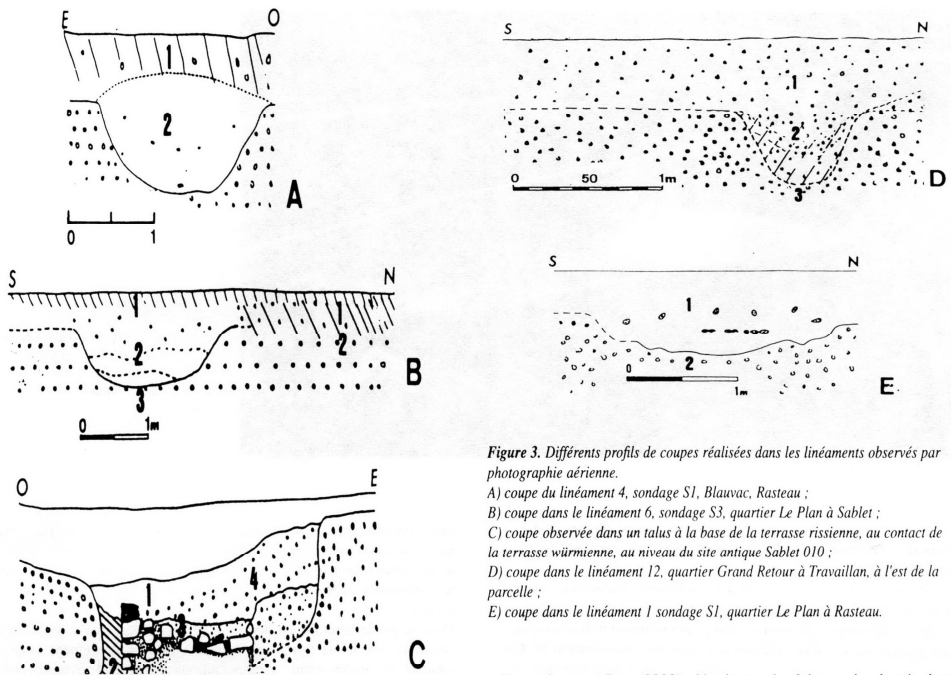 E O
1
2
A
0 1
S N
1
1
2
2
3
B
0 1m
O E
1
4
3
2
C
S N
1
2
3
D
0 50 1m
S N
1
2
E
0 1m
Figure 3. Différents profils de coupes réalisées dans les linéaments observés par
photographie aérienne.
A) coupe du linéament 4, sondage S1, Blauvac, Rasteau ;
B) coupe dans le linéament 6, sondage S3, quartier Le Plan à Sablet ;
C) coupe observée dans un talus à la base de la terrasse rissienne, au contact de
la terrasse würmienne, au niveau du site antique Sablet 010 ;
D) coupe dans le linéament 12, quartier Grand Retour à Travaillan, à l'est de la
parcelle ;
E) coupe dans le linéament 1 sondage S1, quartier Le Plan à Rasteau.